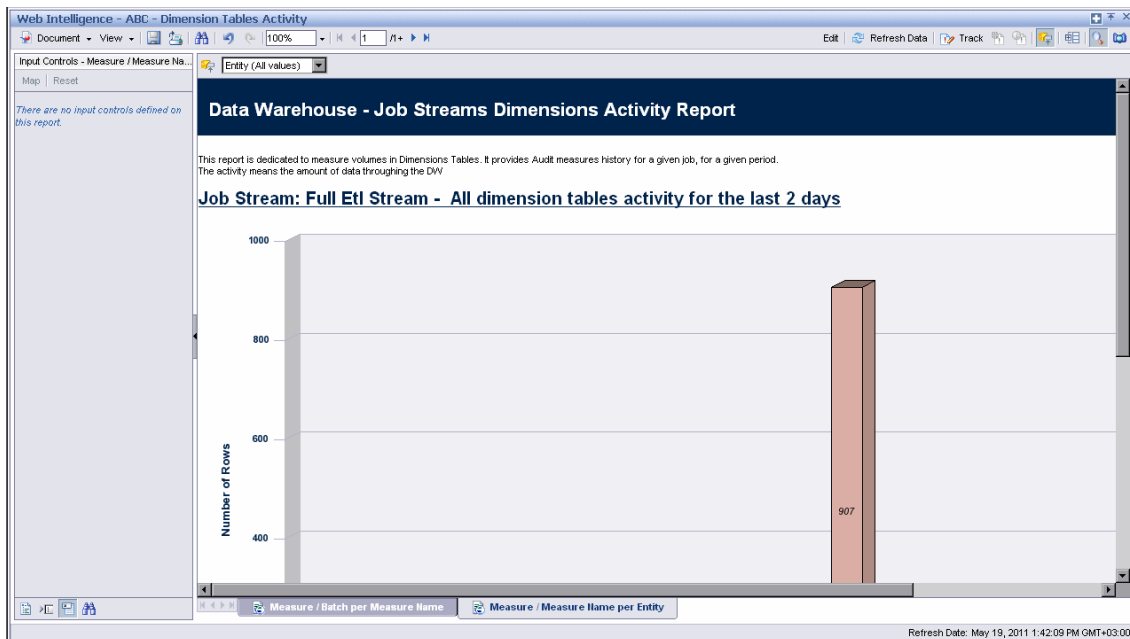 Web Intelligence - ABC - Dimension Tables Activity
Document View 100% 1 /1+ Edit Refresh Data Track
Input Controls - Measure / Measure Na...
Map Reset
There are no input controls defined on
this report.
Entity (All values)
Data Warehouse - Job Streams Dimensions Activity Report
This report is dedicated to measure volumes in Dimensions Tables. It provides Audit measures history for a given job, for a given period.
The activity means the amount of data throughing the DW
Job Stream: Full Etl Stream - All dimension tables activity for the last 2 days
1000
800
600
400
Number of Rows
907
Measure / Batch per Measure Name
Measure / Measure Name per Entity
Refresh Date: May 19, 2011 1:42:09 PM GMT+03:00